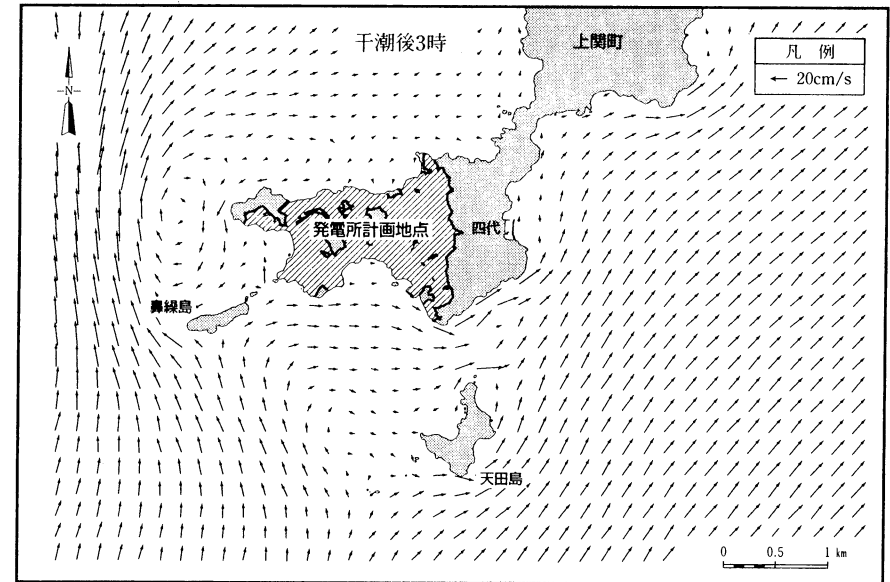 干潮後3時
上関町
凡例
20cm/s
N
発電所計画地点
四代
鼻繰島
天田島
0 0.5 1 km